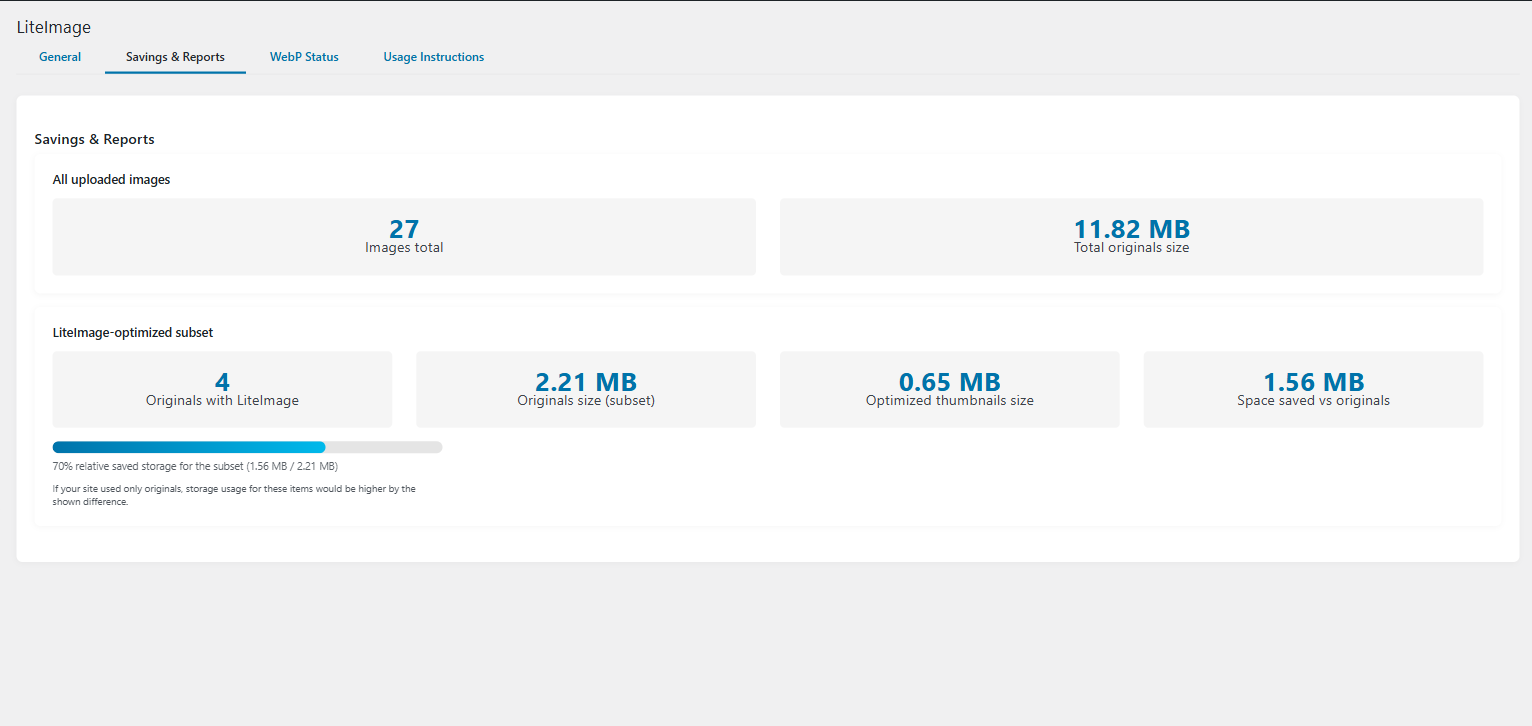 LiteImage
General Savings & Reports WebP Status Usage Instructions
Savings & Reports
All uploaded images
27 11.82 MB
Images total Total originals size
LiteImage-optimized subset
4 2.21 MB 0.65 MB 1.56 MB
Originals with LiteImage Originals size (subset) Optimized thumbnails size Space saved vs originals
70% relative saved storage for the subset (1.56 MB / 2.21 MB)
If your site used only originals, storage usage for these items would be higher by the
shown difference.